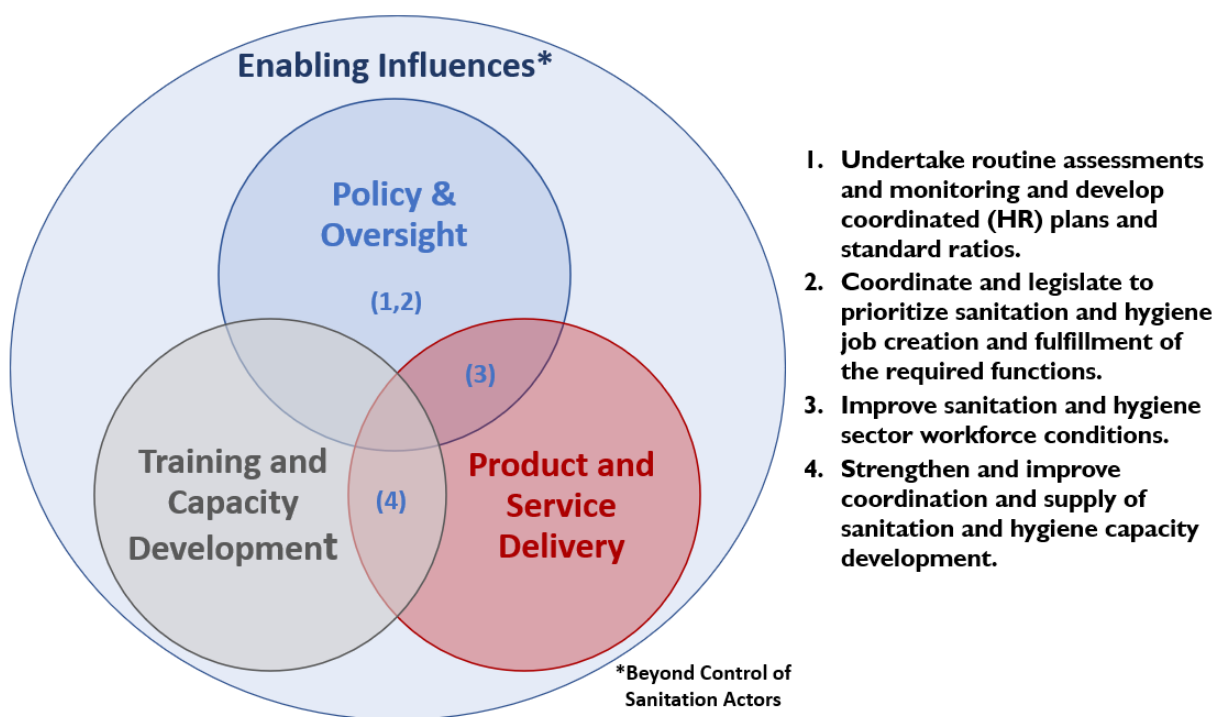 Enabling Influences*
Policy &
Oversight
(1,2)
(3)
Training and
Capacity
Development
(4)
Product and
Service
Delivery
*Beyond Control of
Sanitation Actors
1. Undertake routine assessments
and monitoring and develop
coordinated (HR) plans and
standard ratios.
2. Coordinate and legislate to
prioritize sanitation and hygiene
job creation and fulfillment of
the required functions.
3. Improve sanitation and hygiene
sector workforce conditions.
4. Strengthen and improve
coordination and supply of
sanitation and hygiene capacity
development.